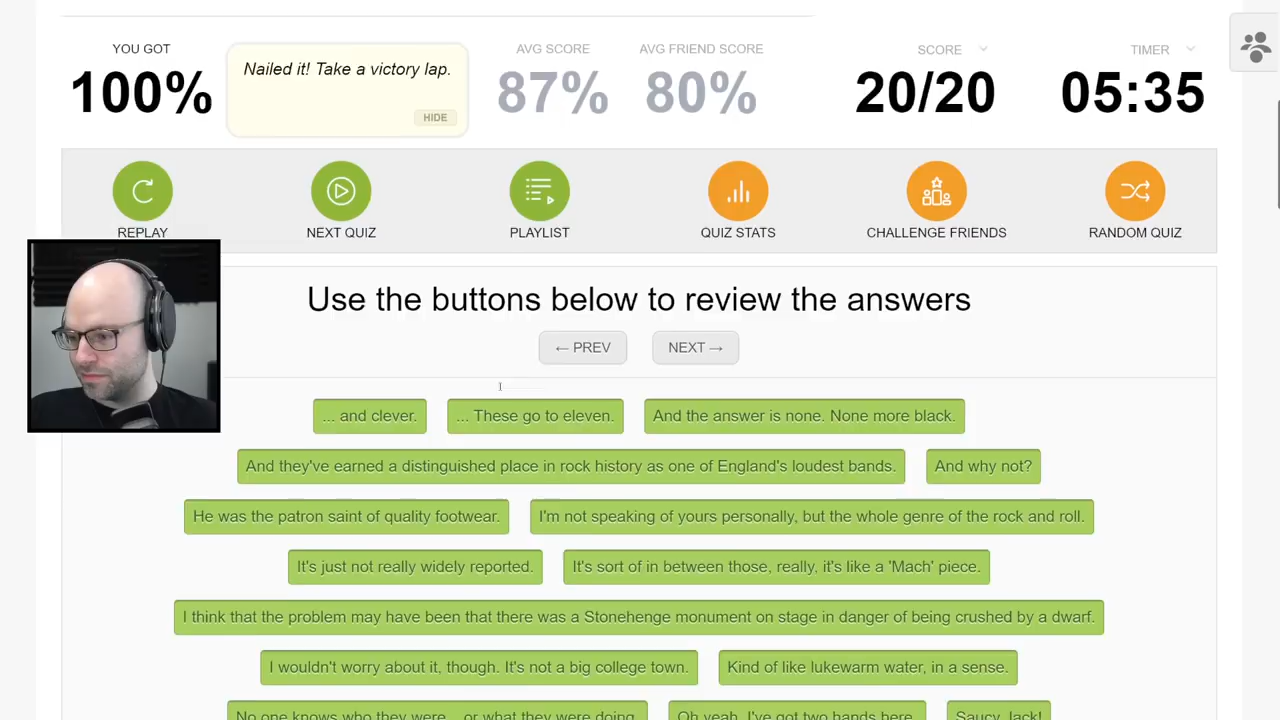 YOU GOT
100%
Nailed it! Take a victory lap.
HIDE
AVG SCORE
87%
AVG FRIEND SCORE
80%
SCORE
20/20
TIMER
05:35
REPLAY
NEXT QUIZ
PLAYLIST
QUIZ STATS
CHALLENGE FRIENDS
RANDOM QUIZ
Use the buttons below to review the answers
← PREV
NEXT →
... and clever.
... These go to eleven.
And the answer is none. None more black.
And they've earned a distinguished place in rock history as one of England's loudest bands.
And why not?
He was the patron saint of quality footwear.
I'm not speaking of yours personally, but the whole genre of the rock and roll.
It's just not really widely reported.
It's sort of in between those, really, it's like a 'Mach' piece.
I think that the problem may have been that there was a Stonehenge monument on stage in danger of being crushed by a dwarf.
I wouldn't worry about it, though. It's not a big college town.
Kind of like lukewarm water, in a sense.
No one knows who they were... or what they were doing.
Oh yeah, I've got two hands here.
Saucy Jack!